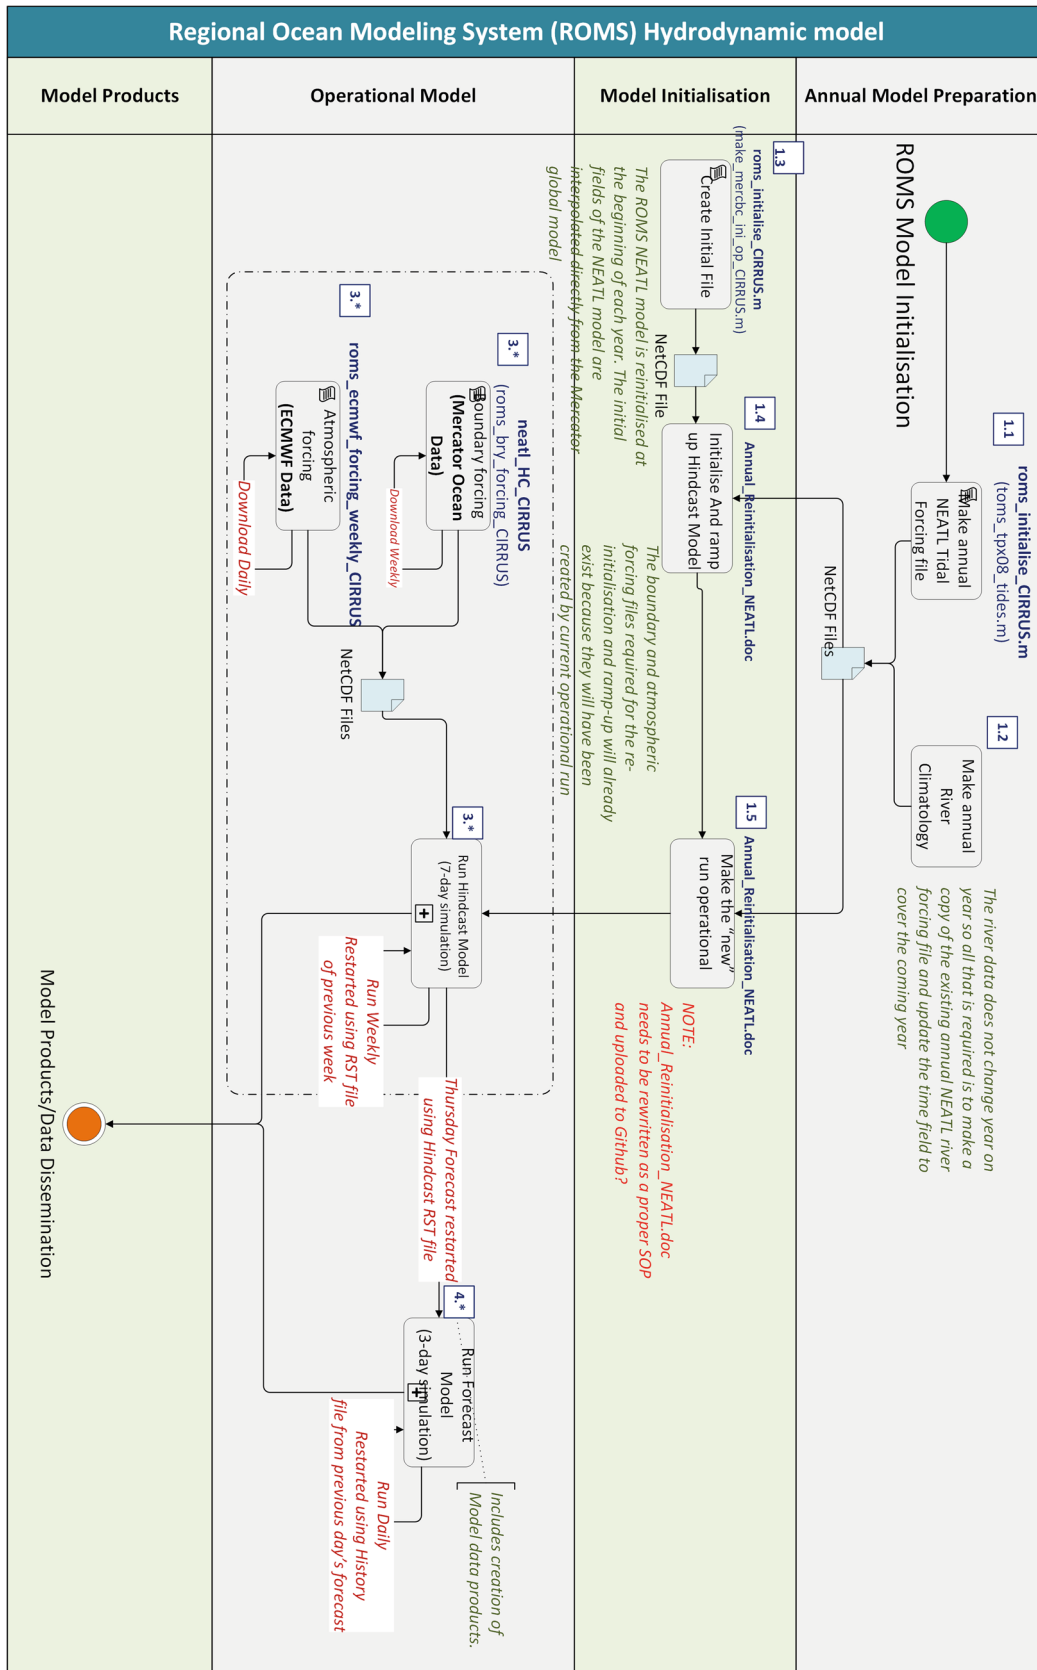 Regional Ocean Modeling System (ROMS) Hydrodynamic model
Model Products
Operational Model
Model Initialisation
Annual Model Preparation
ROMS Model Initialisation
1.1
roms_initialise_CIRRUS.m
(toms_tpx08_tides.m)
Make annual
NEATL Tidal
Forcing file
1.2
Make annual
River
Climatology
The river data does not change year on
year so all that is required is to make a
copy of the existing annual NEATL river
forcing file and update the time field to
cover the coming year
NetCDF Files
1.3
roms_initialise_CIRRUS.m
(make_mercbc_ini_op_CIRRUS.m)
Create Initial File
The ROMS NEATL model is reinitialised at
the beginning of each year. The initial
fields of the NEATL model are
interpolated directly from the Mercator
global model
NetCDF File
1.4
Annual_Reinitialisation_NEATL.doc
Initialise And ramp
up Hindcast Model
The boundary and atmospheric
forcing files required for the re-
initialisation and ramp-up will already
exist because they will have been
created by current operational run
1.5
Annual_Reinitialisation_NEATL.doc
Make the "new"
run operational
NOTE:
Annual_Reinitialisation_NEATL.doc
needs to be rewritten as a proper SOP
and uploaded to Github?
3.*
neatl_HC_CIRRUS
(roms_bry_forcing_CIRRUS)
Boundary forcing
(Mercator Ocean
Data)
Download Weekly
3.*
roms_ecmwf_forcing_weekly_CIRRUS
Atmospheric
forcing
(ECMWF Data)
Download Daily
NetCDF Files
3.*
Run Hindcast Model
(7-day simulation)
Run Weekly
Restarted using RST file
of previous week
Thursday Forecast restarted
using Hindcast RST file
4.*
Run Forecast
Model
(3-day simulation)
Run Daily
Restarted using History
file from previous day's forecast
Includes creation of
Model data products.
Model Products/Data Dissemination